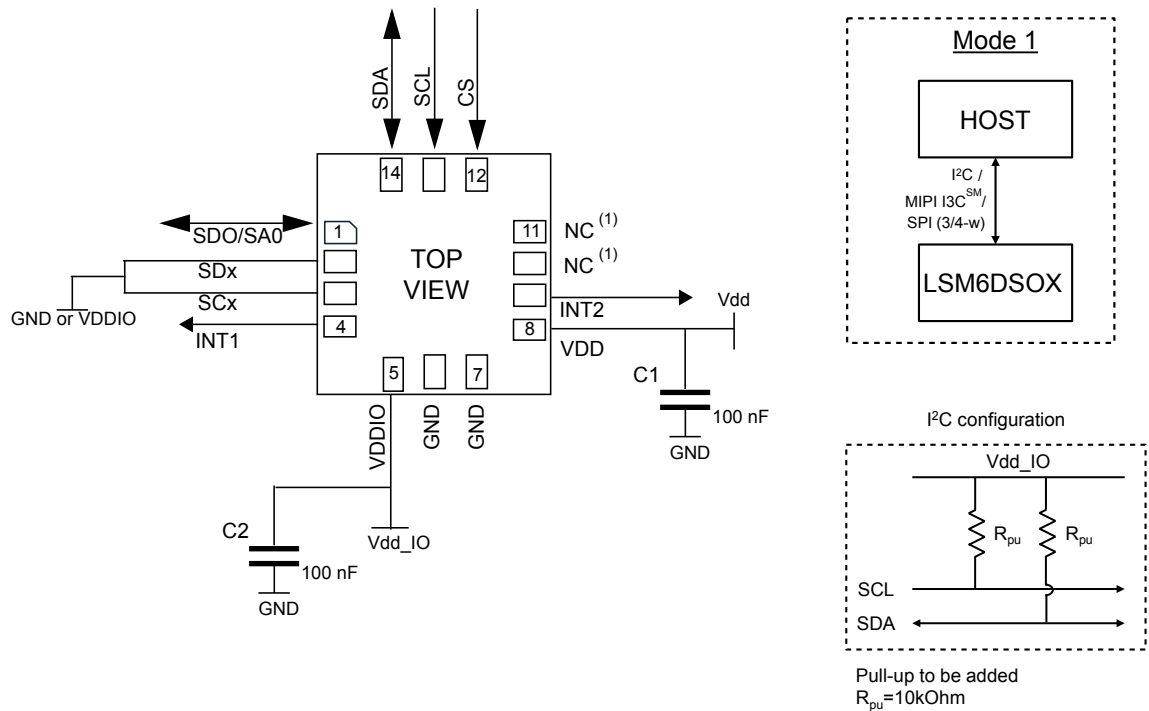 SDA
SCL
CS
14
12
SDO/SA0
1
SDx
SCx
GND or VDDIO
INT1
4
TOP
VIEW
11
NC (1)
NC (1)
INT2
8
VDD
Vdd
C1
100 nF
GND
5
7
VDDIO
GND
GND
C2
100 nF
GND
Vdd_IO
Mode 1
HOST
I²C /
MIPI I3C℠/
SPI (3/4-w)
LSM6DSOX
I²C configuration
Vdd_IO
Rpu
Rpu
SCL
SDA
Pull-up to be added
Rpu=10kOhm